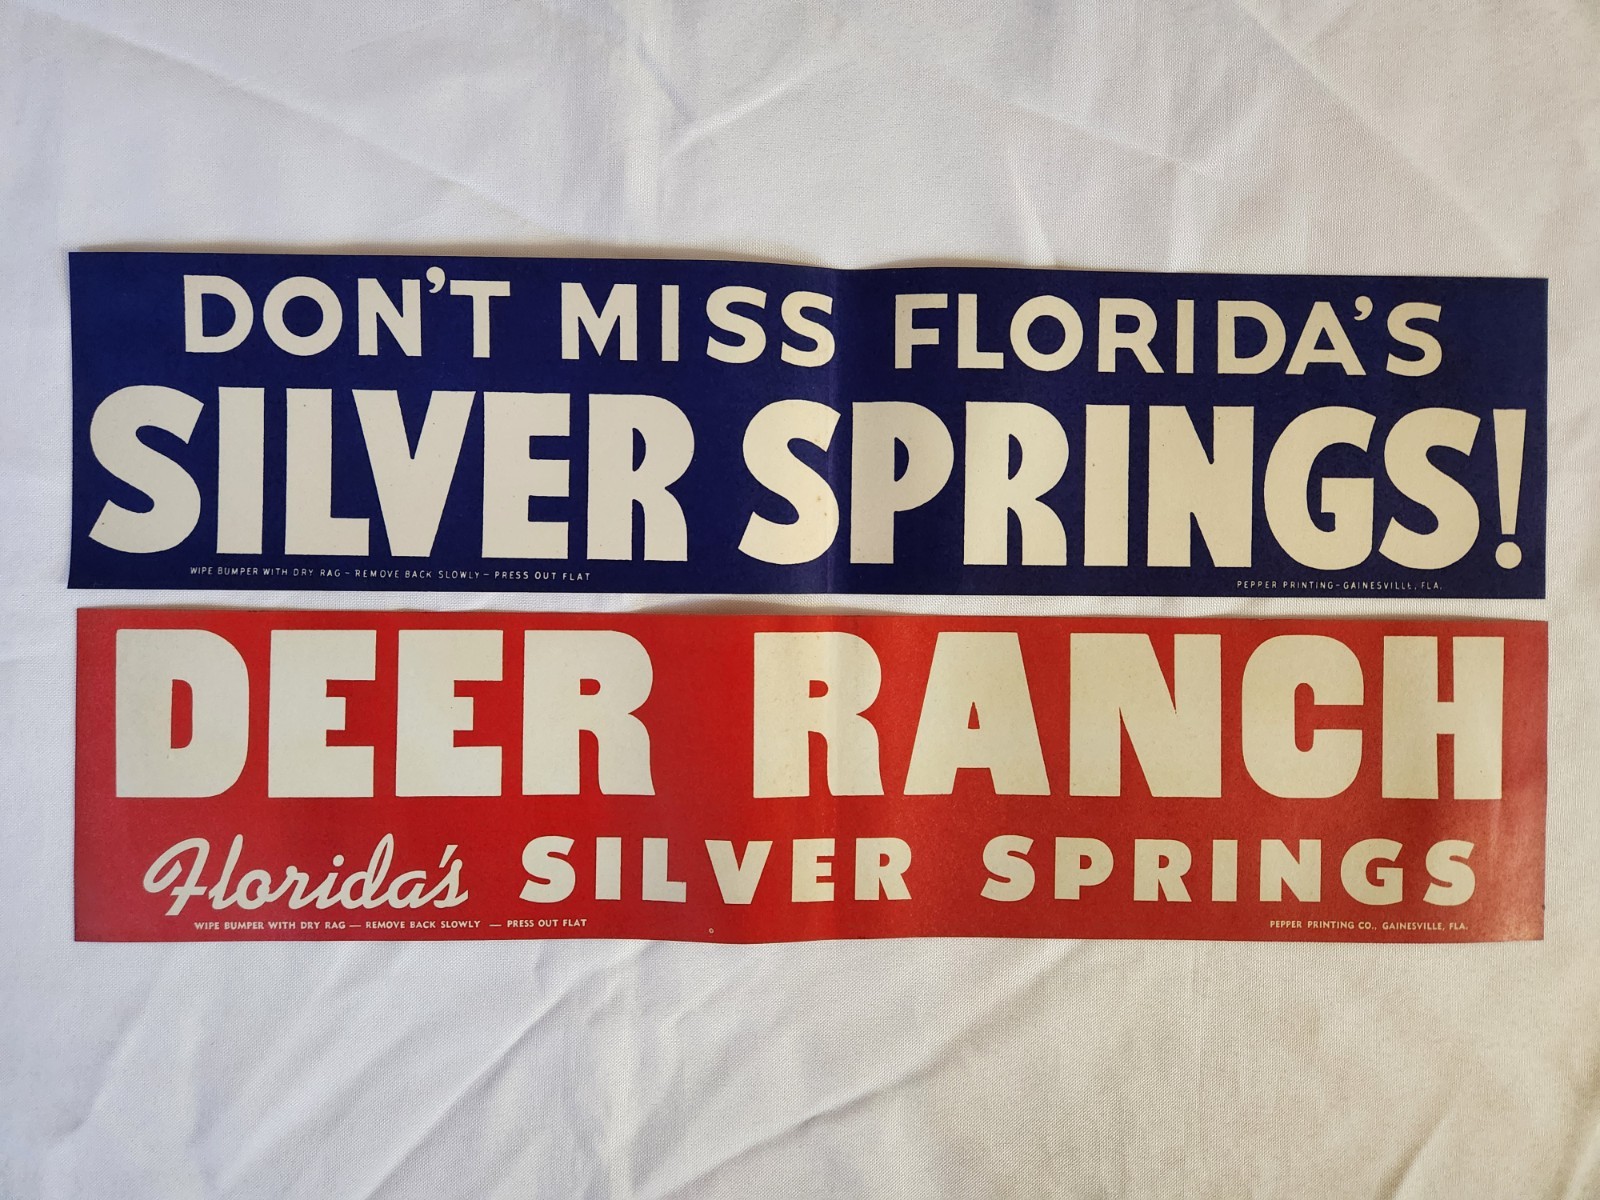 DON'T MISS FLORIDA'S
SILVER SPRINGS!
WIPE BUMPER WITH DRY RAG - REMOVE BACK SLOWLY - PRESS OUT FLAT
PEPPER PRINTING - GAINESVILLE, FLA.
DEER RANCH
Florida's SILVER SPRINGS
WIPE BUMPER WITH DRY RAG — REMOVE BACK SLOWLY — PRESS OUT FLAT
PEPPER PRINTING CO., GAINESVILLE, FLA.